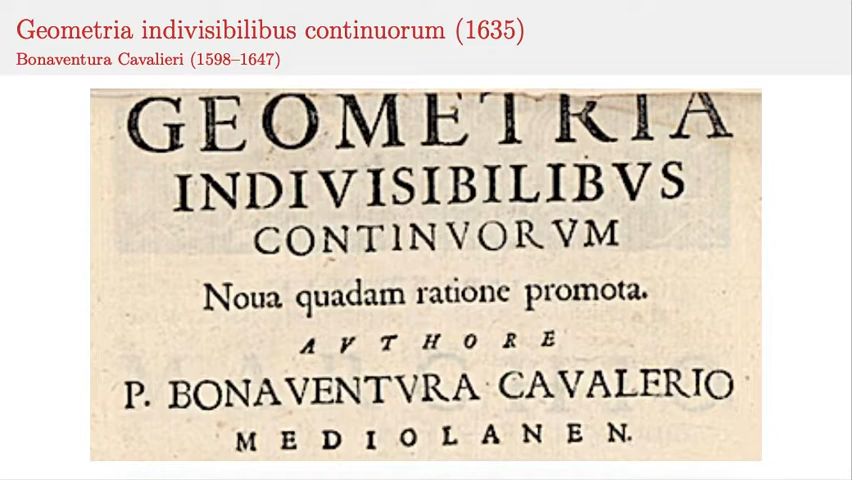 Geometria indivisibilibus continuorum (1635)
Bonaventura Cavalieri (1598–1647)
GEOMETRIA
INDIVISIBILIBVS
CONTINVORVM
Noua quadam ratione promota.
AVTHORE
P. BONAVENTVRA CAVALERIO
MEDIOLANEN.